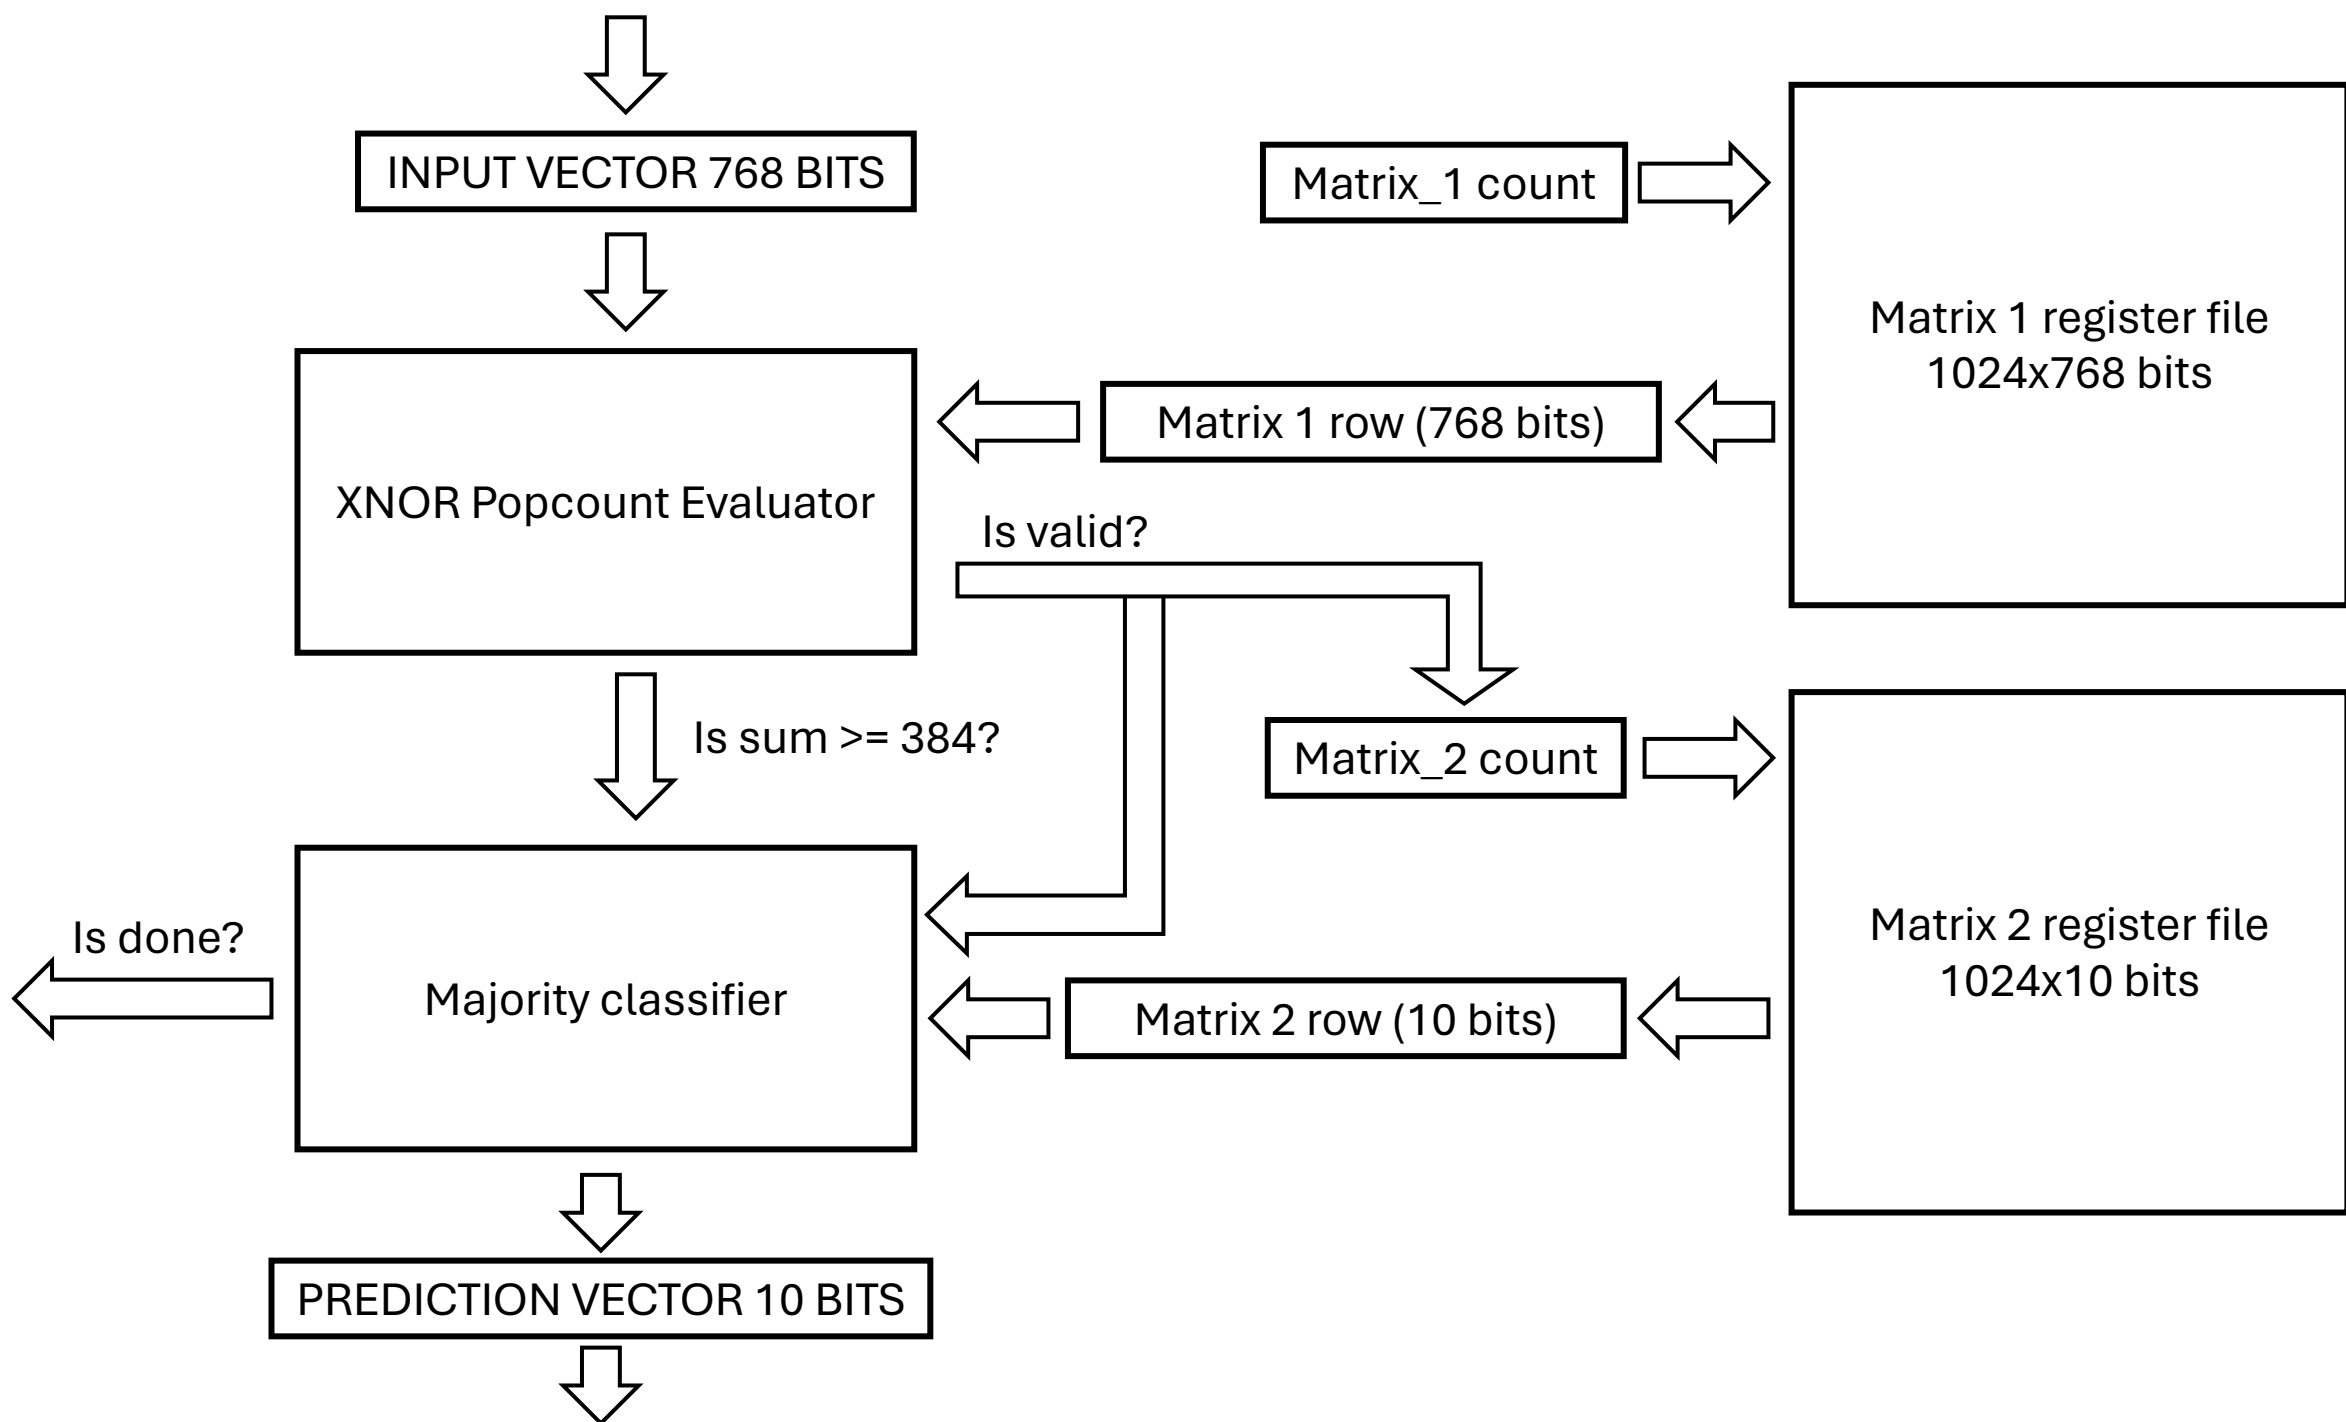 INPUT VECTOR 768 BITS
Matrix_1 count
Matrix 1 register file
1024x768 bits
Matrix 1 row (768 bits)
XNOR Popcount Evaluator
Is valid?
Is sum >= 384?
Matrix_2 count
Matrix 2 register file
1024x10 bits
Is done?
Majority classifier
Matrix 2 row (10 bits)
PREDICTION VECTOR 10 BITS